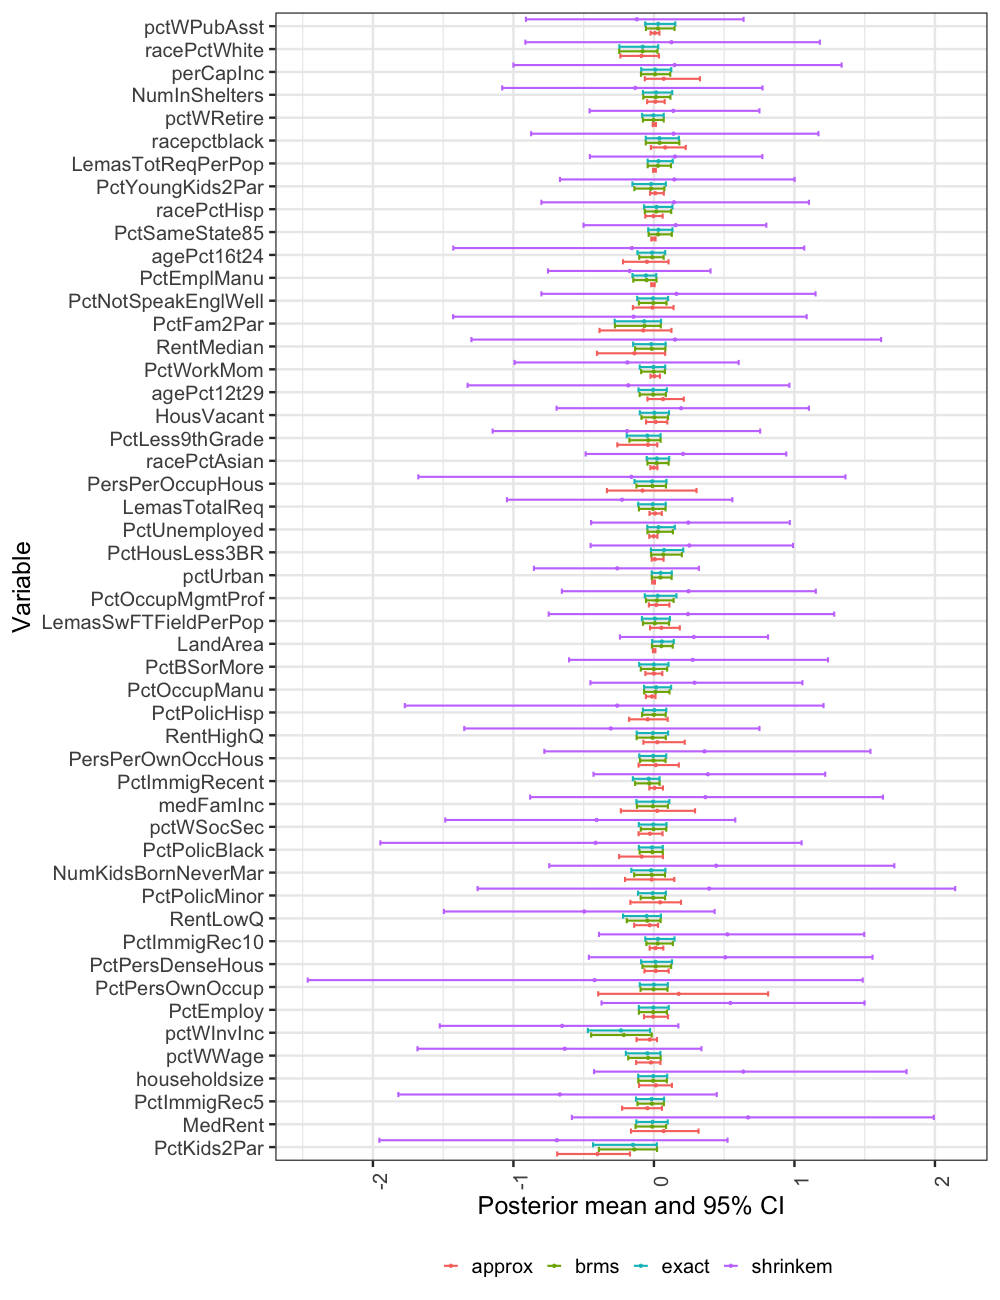 Variable
pctWPubAsst
racePctWhite
perCapInc
NumInShelters
pctWRetire
racepctblack
LemasTotReqPerPop
PctYoungKids2Par
racePctHisp
PctSameState85
agePct16t24
PctEmplManu
PctNotSpeakEnglWell
PctFam2Par
RentMedian
PctWorkMom
agePct12t29
HousVacant
PctLess9thGrade
racePctAsian
PersPerOccupHous
LemasTotalReq
PctUnemployed
PctHousLess3BR
pctUrban
PctOccupMgmtProf
LemasSwFTFieldPerPop
LandArea
PctBSorMore
PctOccupManu
PctPolicHisp
RentHighQ
PersPerOwnOccHous
PctImmigRecent
medFamInc
pctWSocSec
PctPolicBlack
NumKidsBornNeverMar
PctPolicMinor
RentLowQ
PctImmigRec10
PctPersDenseHous
PctPersOwnOccup
PctEmploy
pctWInvInc
pctWWage
householdsize
PctImmigRec5
MedRent
PctKids2Par
-2 -1 0 1 2
Posterior mean and 95% CI
approx brms exact shrinkem